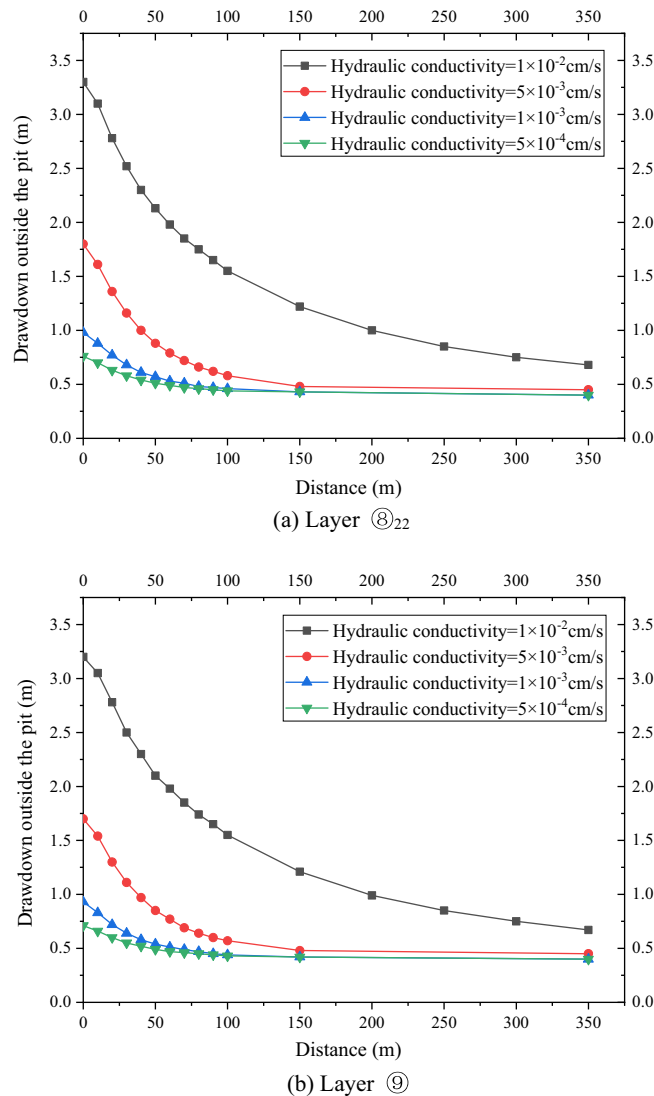 0 50 100 150 200 250 300 350
3.5 3.5
3.0 3.0
2.5 2.5
2.0 2.0
1.5 1.5
1.0 1.0
0.5 0.5
0.0 0.0
Hydraulic conductivity=1×10⁻²cm/s
Hydraulic conductivity=5×10⁻³cm/s
Hydraulic conductivity=1×10⁻³cm/s
Hydraulic conductivity=5×10⁻⁴cm/s
Drawdown outside the pit (m)
0 50 100 150 200 250 300 350
Distance (m)
(a) Layer ⑧₂₂
0 50 100 150 200 250 300 350
3.5 3.5
3.0 3.0
2.5 2.5
2.0 2.0
1.5 1.5
1.0 1.0
0.5 0.5
0.0 0.0
Hydraulic conductivity=1×10⁻²cm/s
Hydraulic conductivity=5×10⁻³cm/s
Hydraulic conductivity=1×10⁻³cm/s
Hydraulic conductivity=5×10⁻⁴cm/s
Drawdown outside the pit (m)
0 50 100 150 200 250 300 350
Distance (m)
(b) Layer ⑨